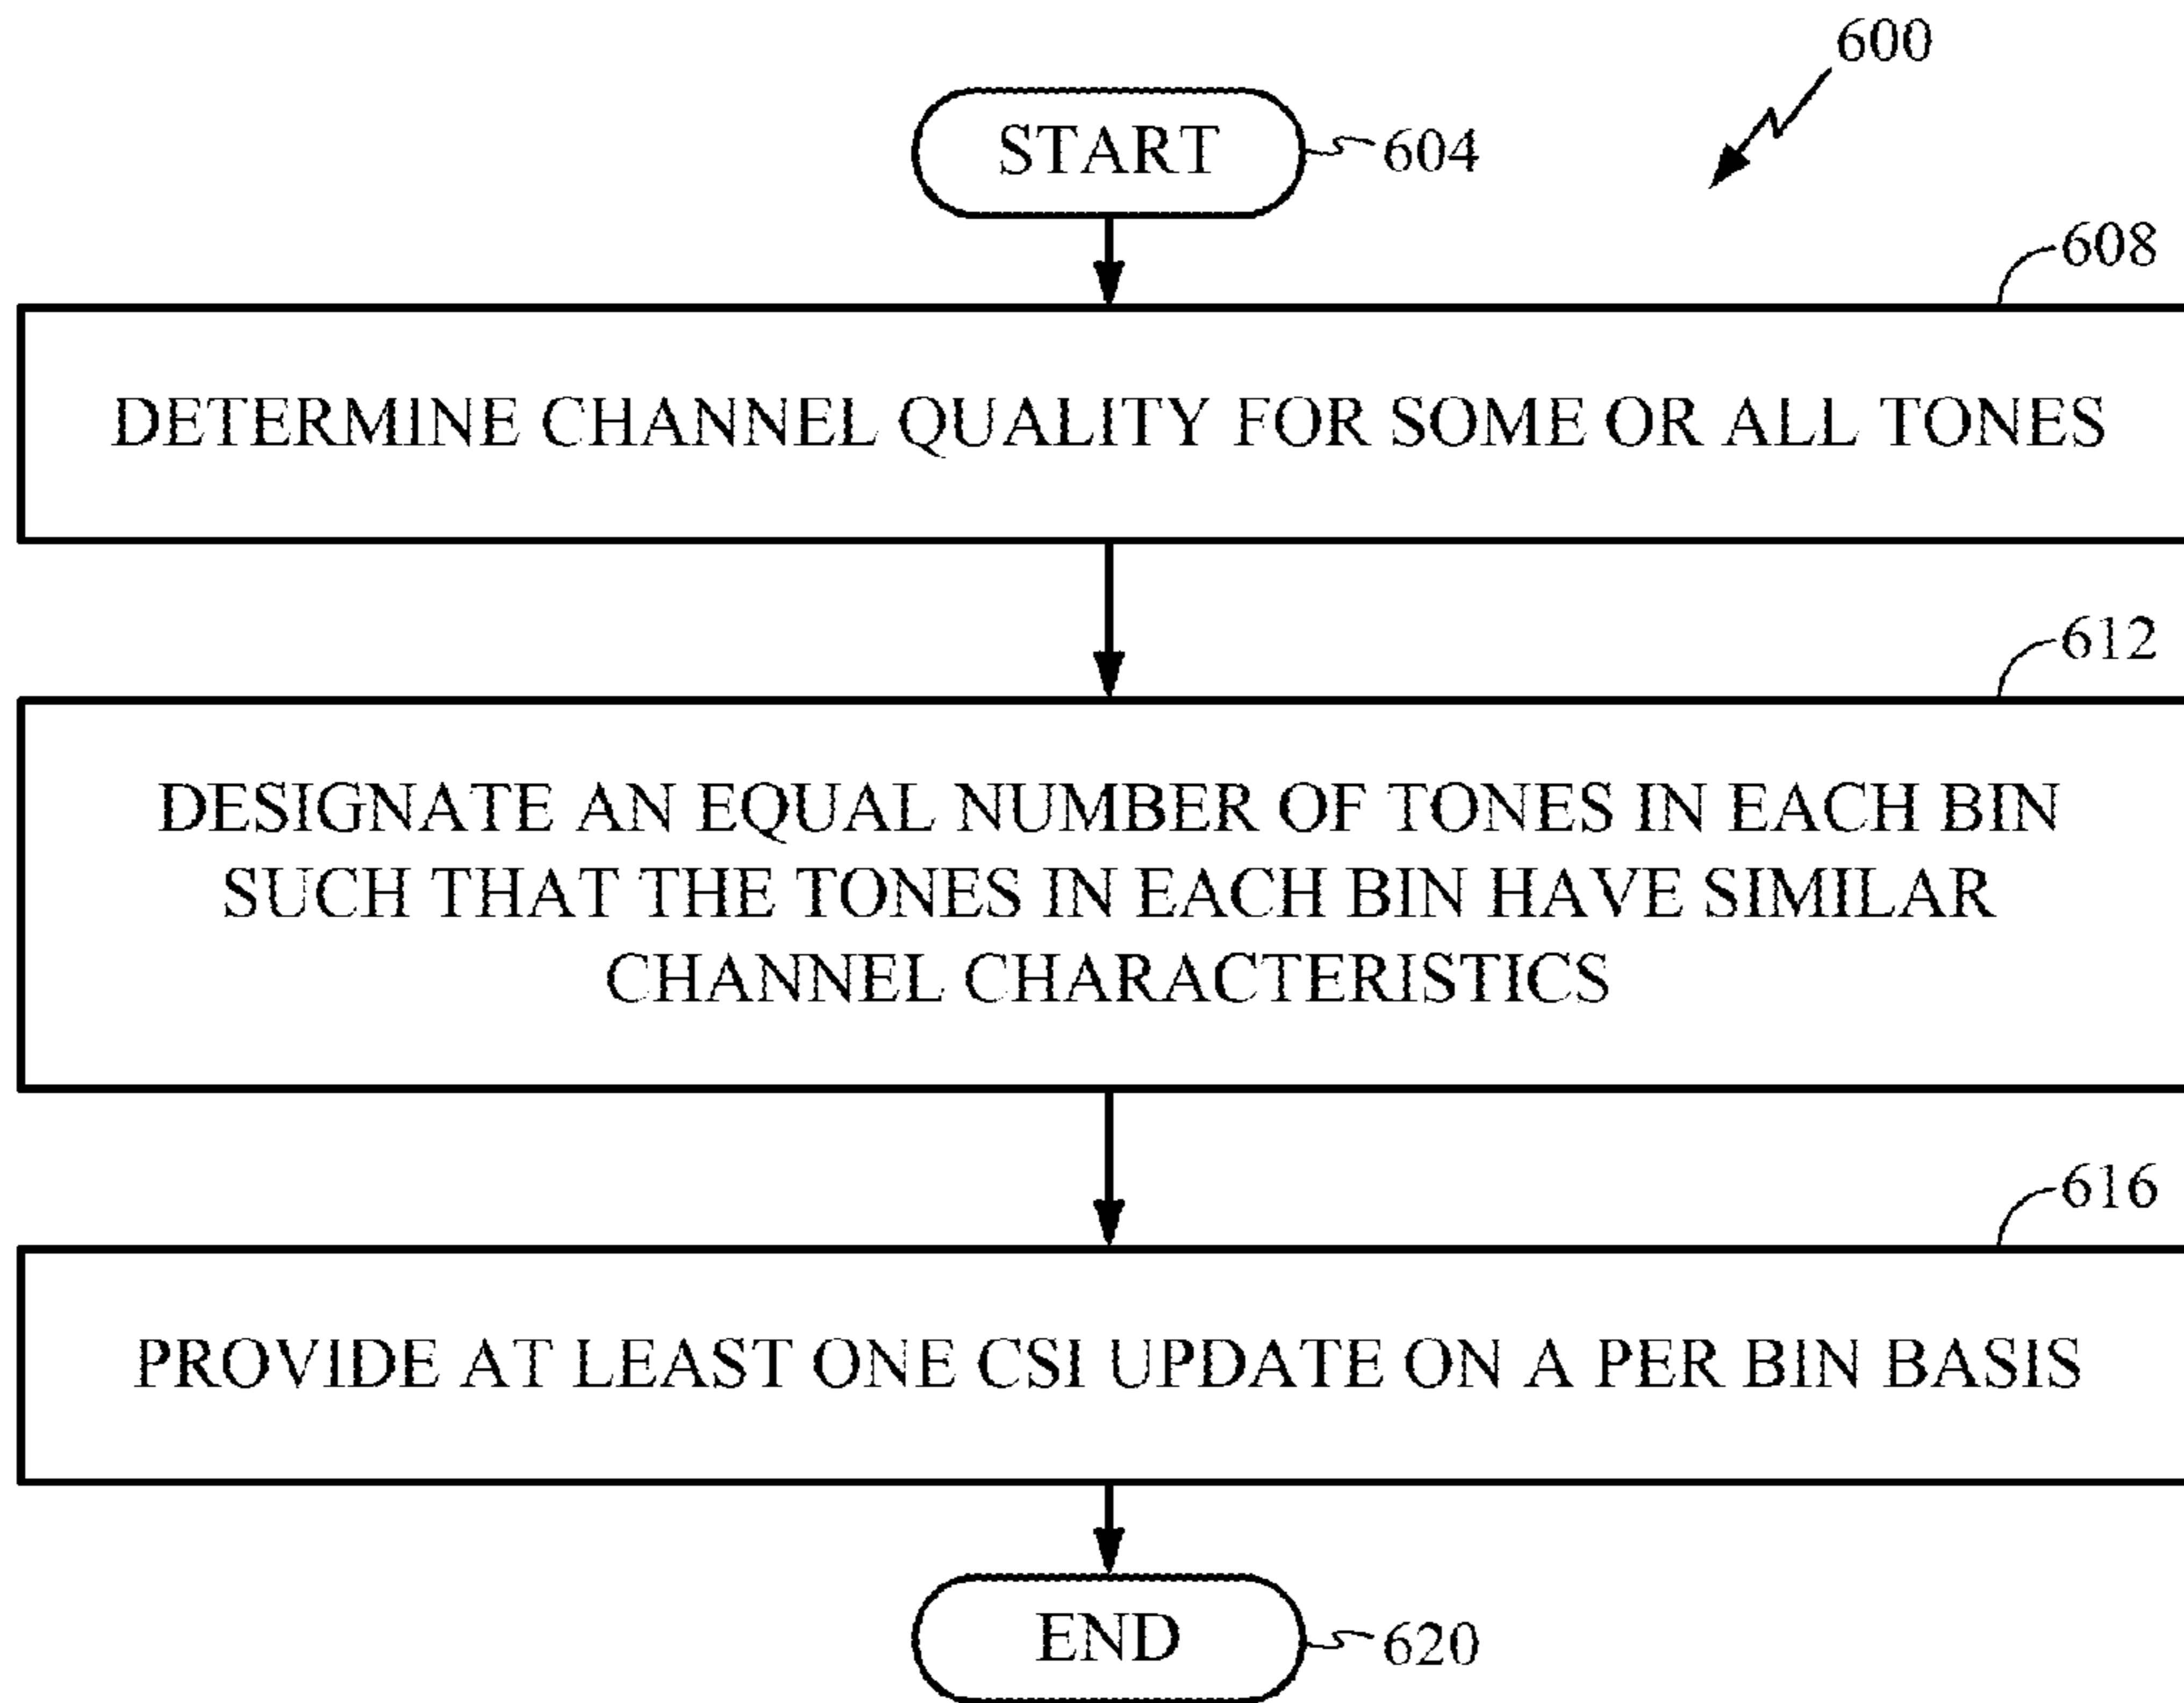 600
START
604
608
DETERMINE CHANNEL QUALITY FOR SOME OR ALL TONES
612
DESIGNATE AN EQUAL NUMBER OF TONES IN EACH BIN
SUCH THAT THE TONES IN EACH BIN HAVE SIMILAR
CHANNEL CHARACTERISTICS
616
PROVIDE AT LEAST ONE CSI UPDATE ON A PER BIN BASIS
END
620